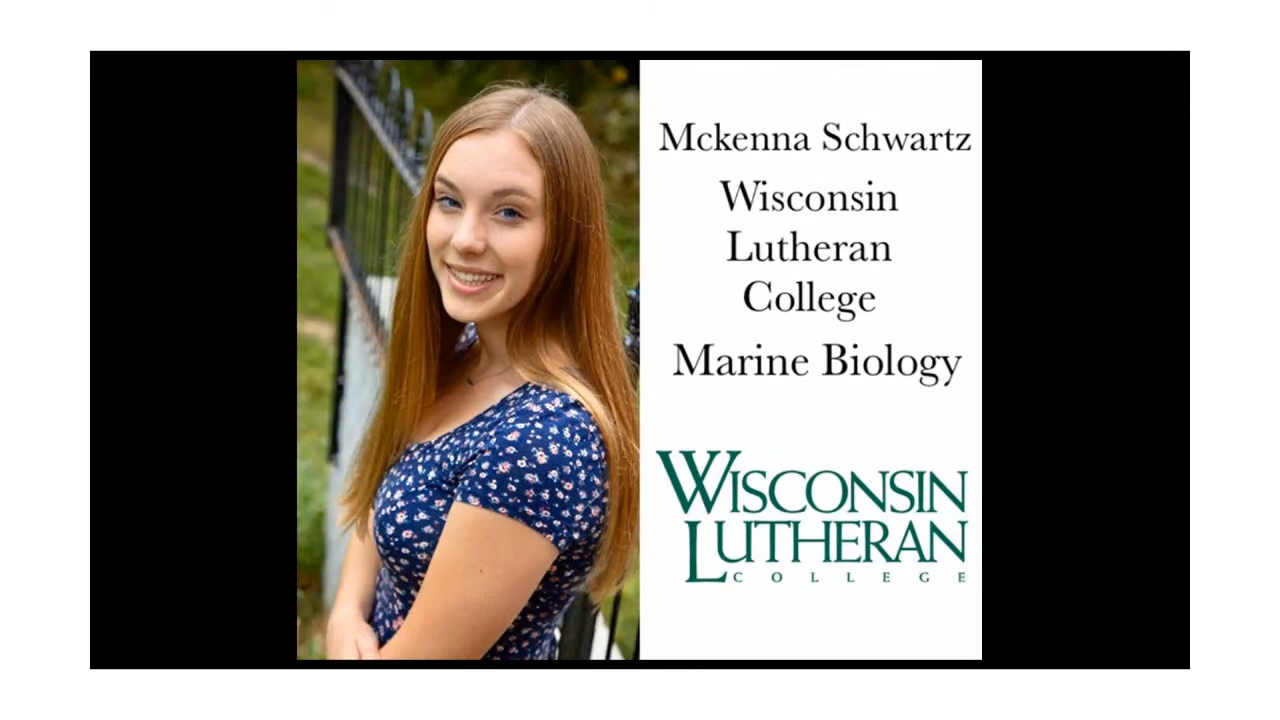 Mckenna Schwartz
Wisconsin
Lutheran
College
Marine Biology
WISCONSIN
LUTHERAN
COLLEGE